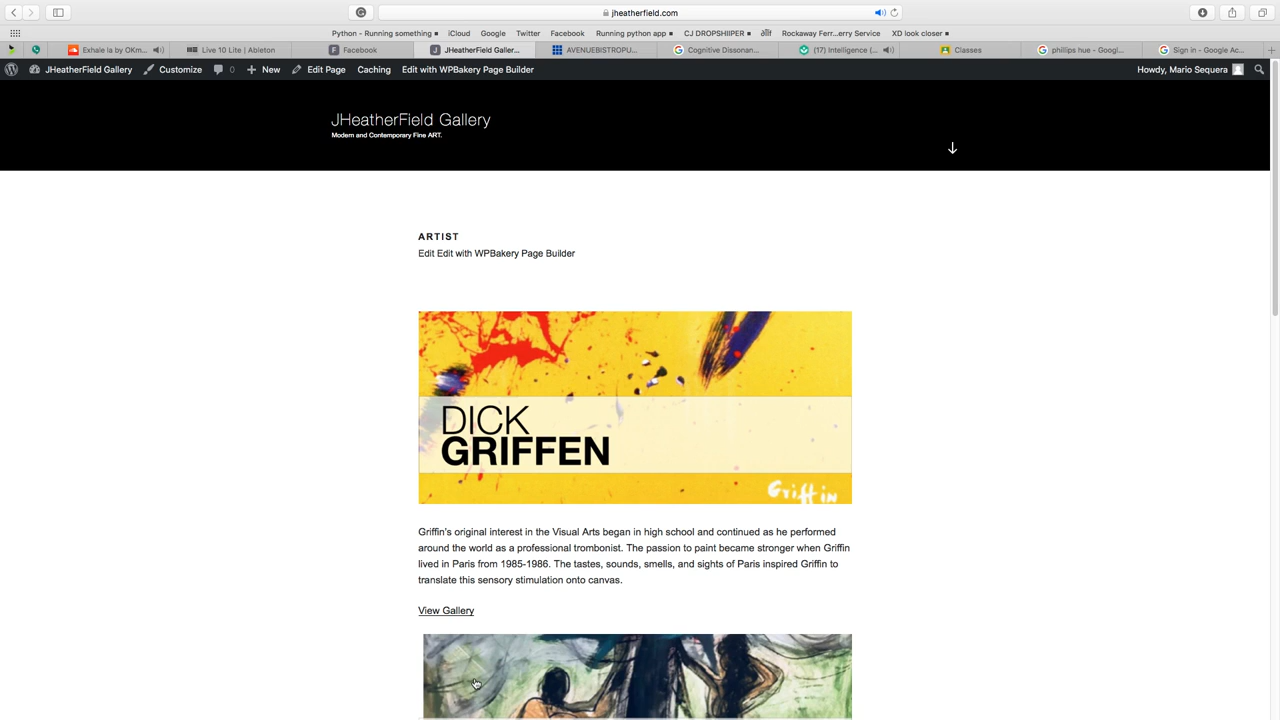 jheatherfield.com
Python - Running something iCloud Google Twitter Facebook Running python app CJ DROPSHIIPER Rockaway Ferr...erry Service XD look closer
Exhale ia by OKm... Live 10 Lite | Ableton Facebook JHeatherField Galler... AVENUEBISTROPU... Cognitive Dissonan... (17) Intelligence (... Classes phillps hue - Googl... Sign in - Google Ac...
JHeatherField Gallery Customize 0 New Edit Page Caching Edit with WPBakery Page Builder Howdy, Mario Sequera
JHeatherField Gallery
Modern and Contemporary Fine ART.
ARTIST
Edit Edit with WPBakery Page Builder
DICK
GRIFFEN
Griffin
Griffin's original interest in the Visual Arts began in high school and continued as he performed
around the world as a professional trombonist. The passion to paint became stronger when Griffin
lived in Paris from 1985-1986. The tastes, sounds, smells, and sights of Paris inspired Griffin to
translate this sensory stimulation onto canvas.
View Gallery